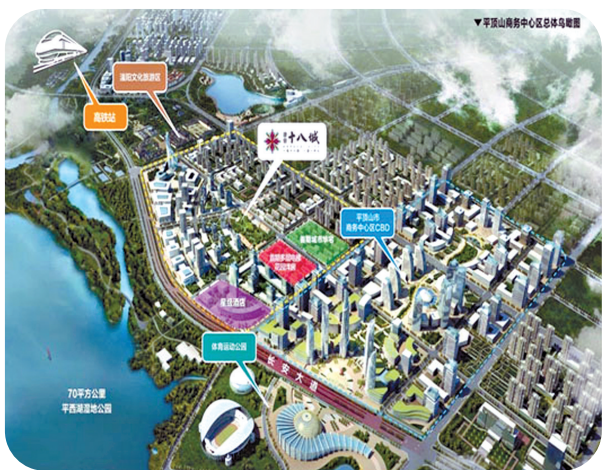 ▼平顶山商务中心区总体鸟瞰图
高铁站
滍阳文化旅游区
十八城
平顶山市
商务中心区CBD
星级酒店
体育运动公园
长安大道
70平方公里
平西湖湿地公园